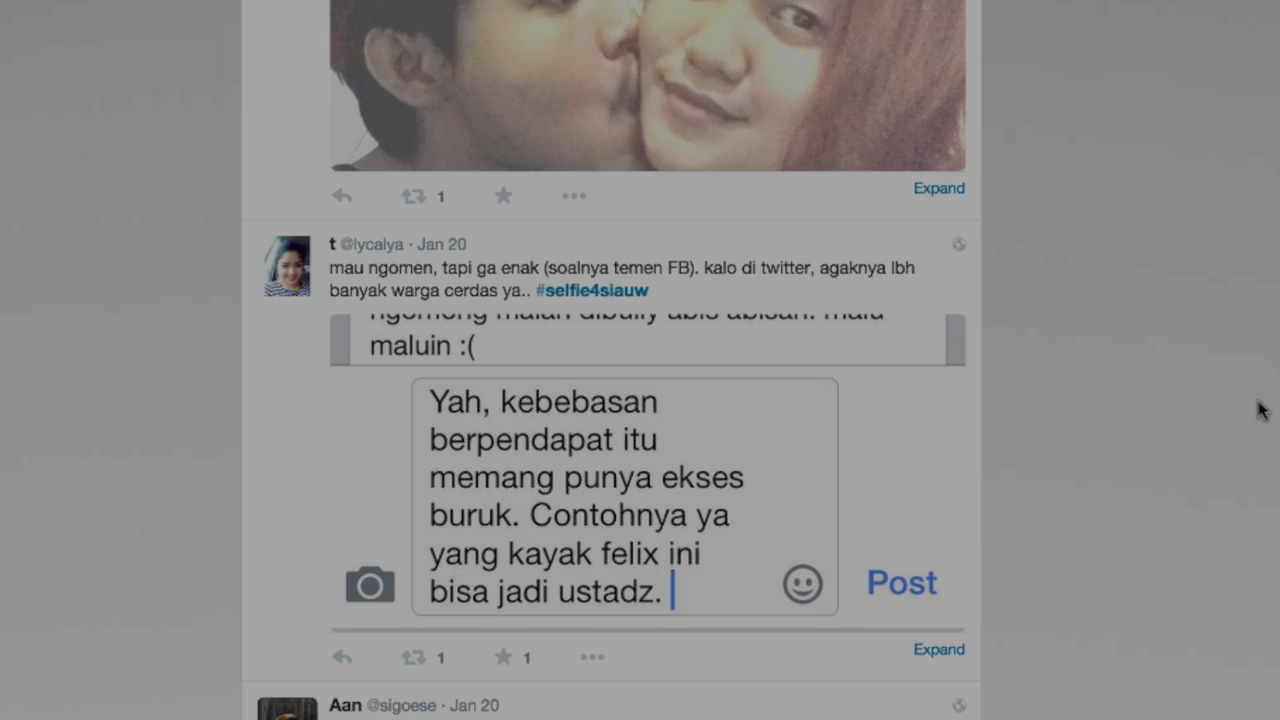 Expand
1
t @lycalya · Jan 20
mau ngomen, tapi ga enak (soalnya temen FB). kalo di twitter, agaknya lbh
banyak warga cerdas ya.. #selfie4siauw
ngomong malah dibully abis abisan. malu
maluin :(
Yah, kebebasan
berpendapat itu
memang punya ekses
buruk. Contohnya ya
yang kayak felix ini
bisa jadi ustadz.
Post
Expand
1 1
Aan @sigoese · Jan 20